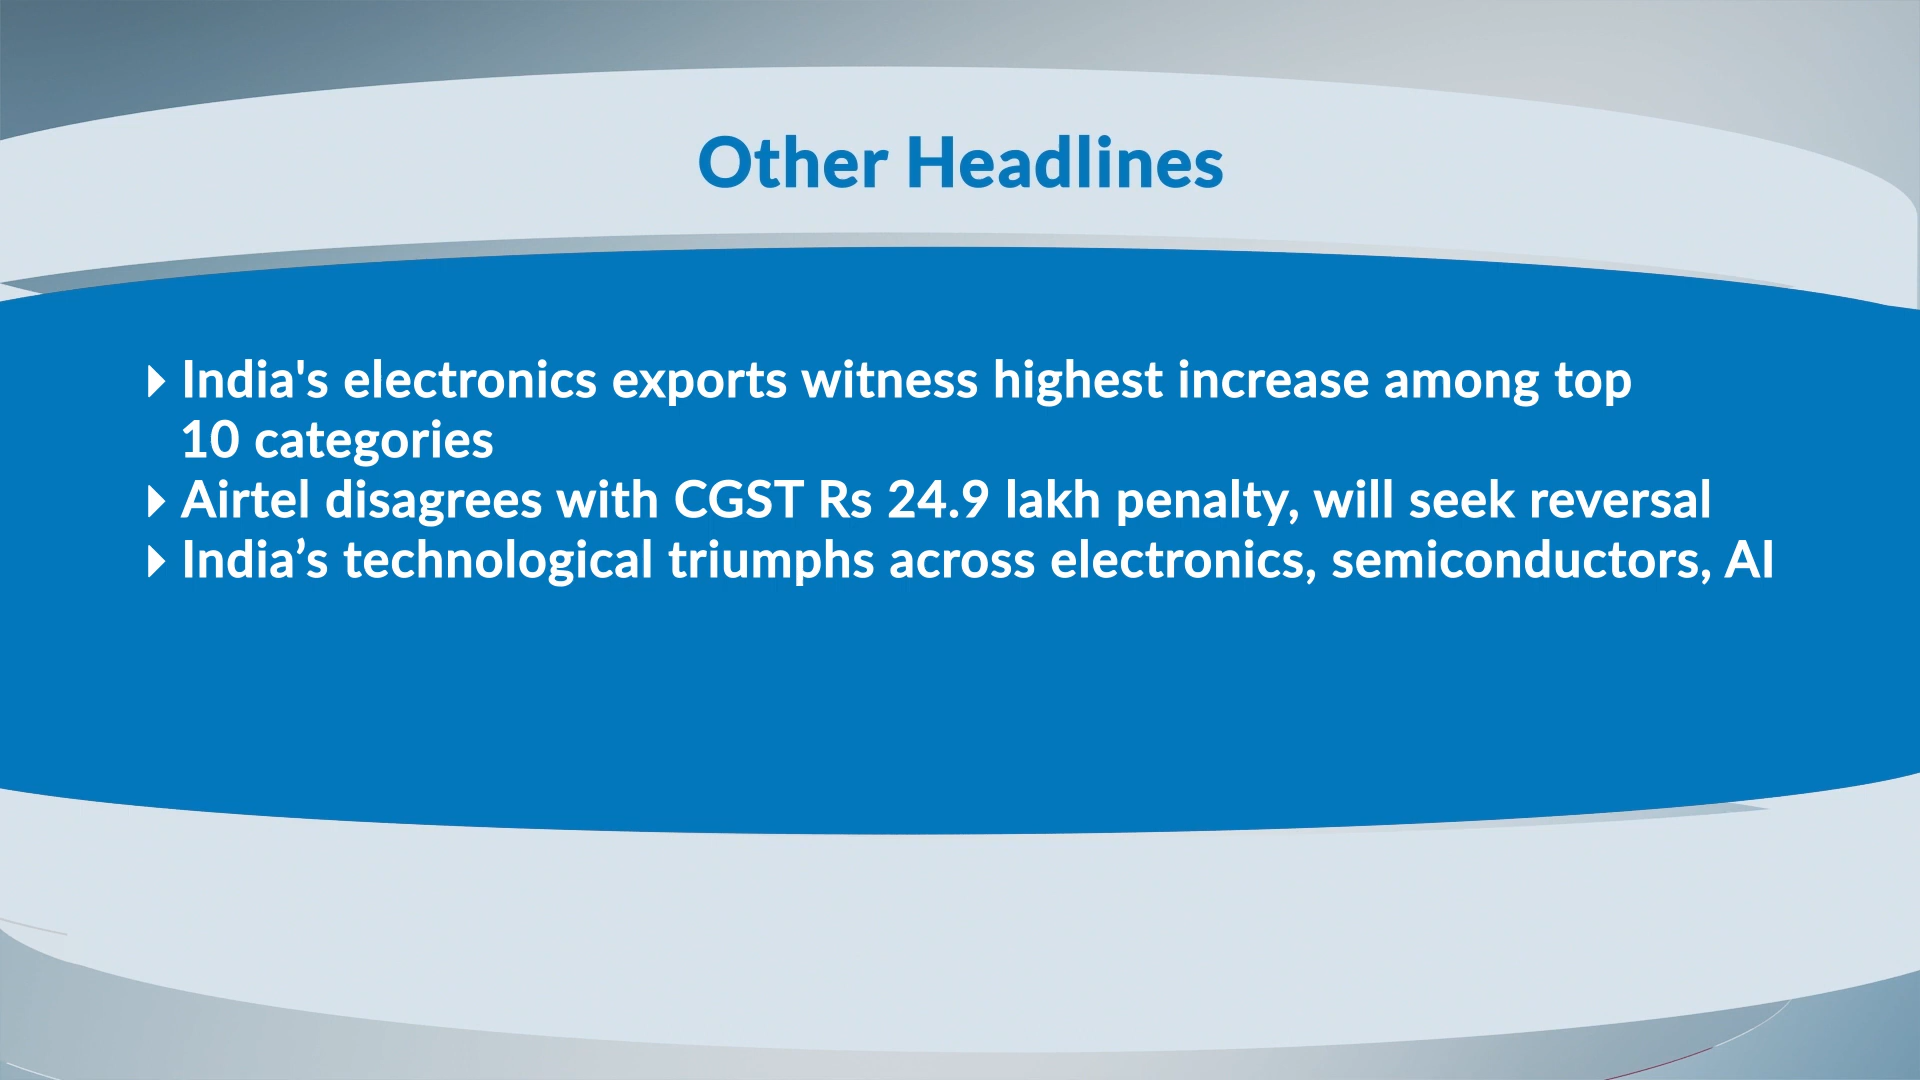 Other Headlines
India's electronics exports witness highest increase among top
10 categories
Airtel disagrees with CGST Rs 24.9 lakh penalty, will seek reversal
India’s technological triumphs across electronics, semiconductors, AI